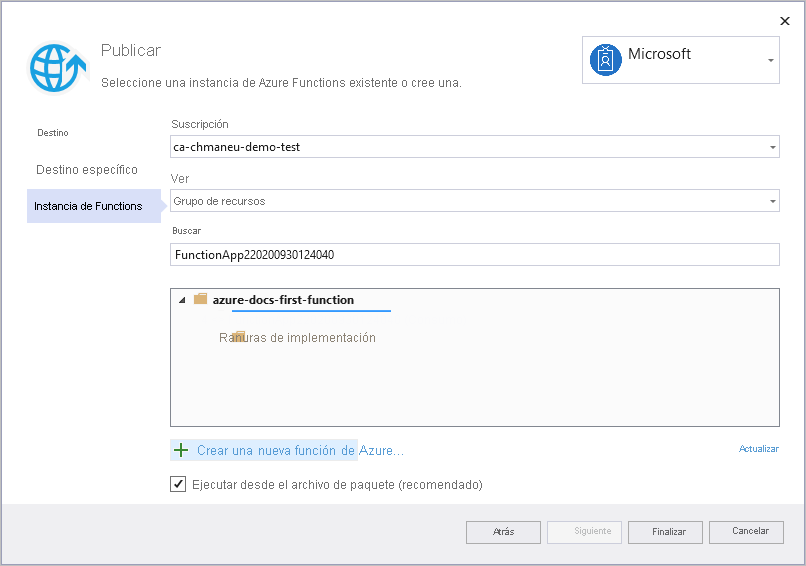 Publicar
Seleccione una instancia de Azure Functions existente o cree una.
Microsoft
Destino
Destino específico
Instancia de Functions
Suscripción
ca-chmaneu-demo-test
Ver
Grupo de recursos
Buscar
FunctionApp220200930124040
azure-docs-first-function
Ranuras de implementación
Crear una nueva función de Azure...
Actualizar
Ejecutar desde el archivo de paquete (recomendado)
Atrás
Siguiente
Finalizar
Cancelar